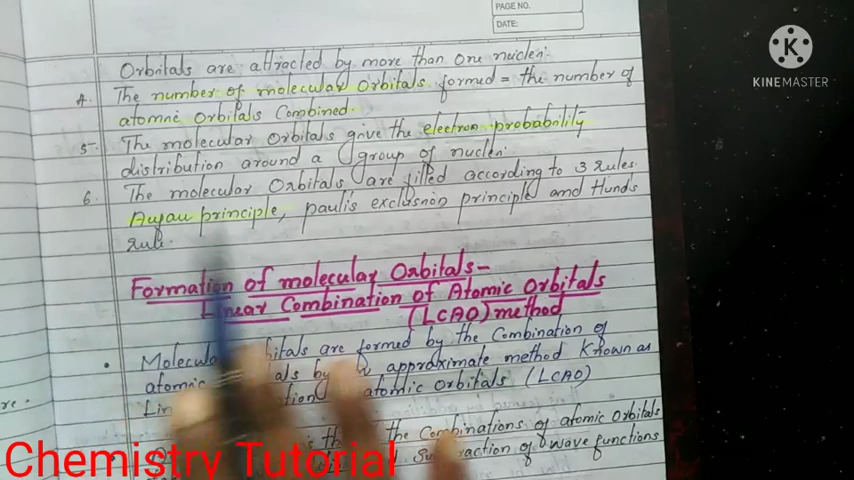 PAGE NO.
DATE:
K
KINEMASTER
Orbitals are attracted by more than one nuclei.
4. The number of molecular Orbitals formed = the number of
atomic Orbitals Combined.
5. The molecular Orbitals give the electron probability
distribution around a group of nuclei.
6. The molecular Orbitals are filled according to 3 rules.
Aufau principle, pauli's exclusion principle and Hund's
rule.
Formation of molecular Orbitals-
Linear Combination of Atomic Orbitals
(LCAO) method
• are formed by the Combination of
atomic by approximate method Known as
atomic Orbitals (LCAO)
the Combinations of atomic Orbitals
of wave functions
Chemistry Tutorial